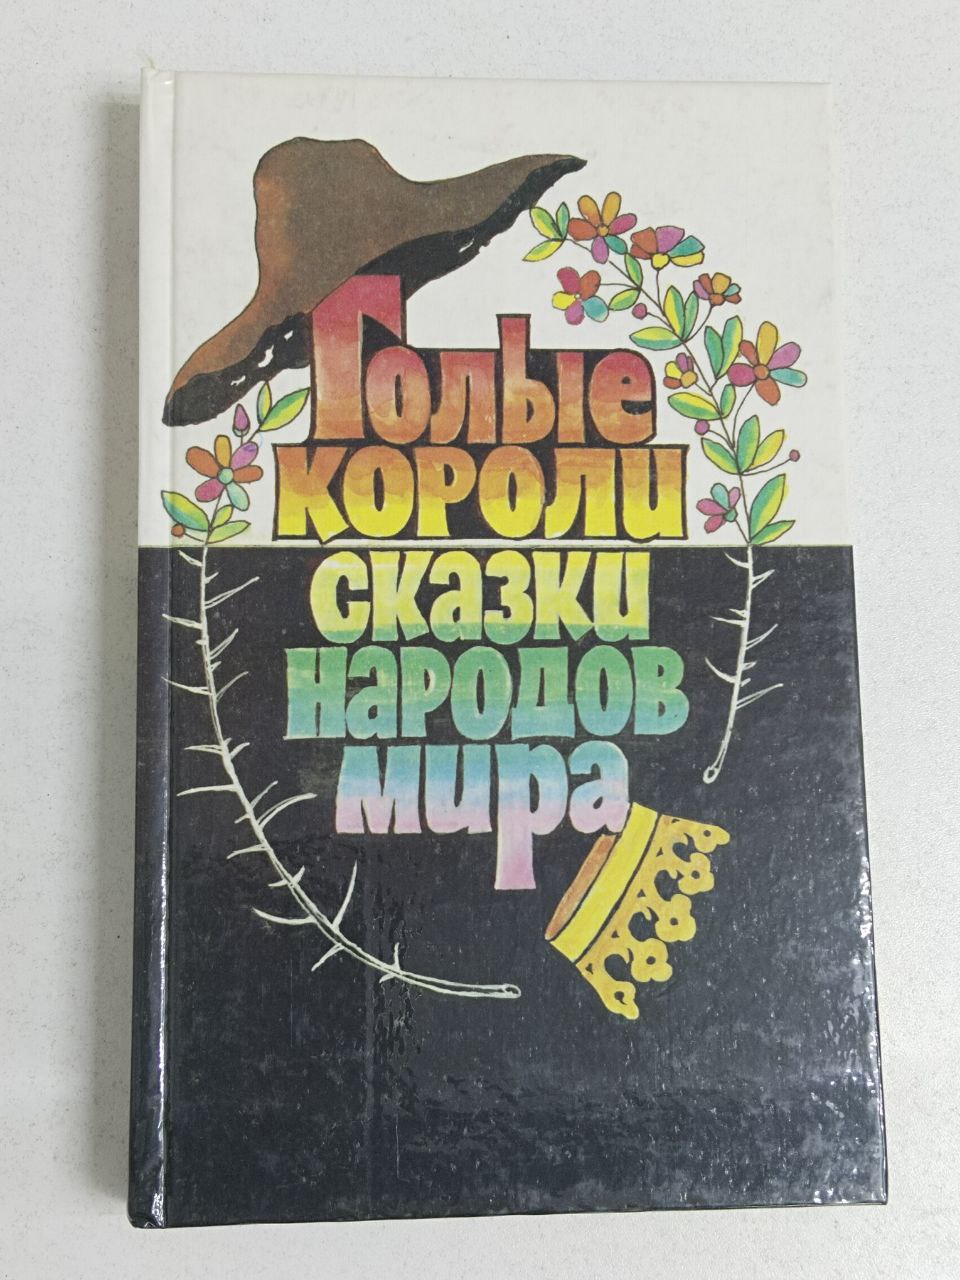 Голые
короли
сказки
народов
мира